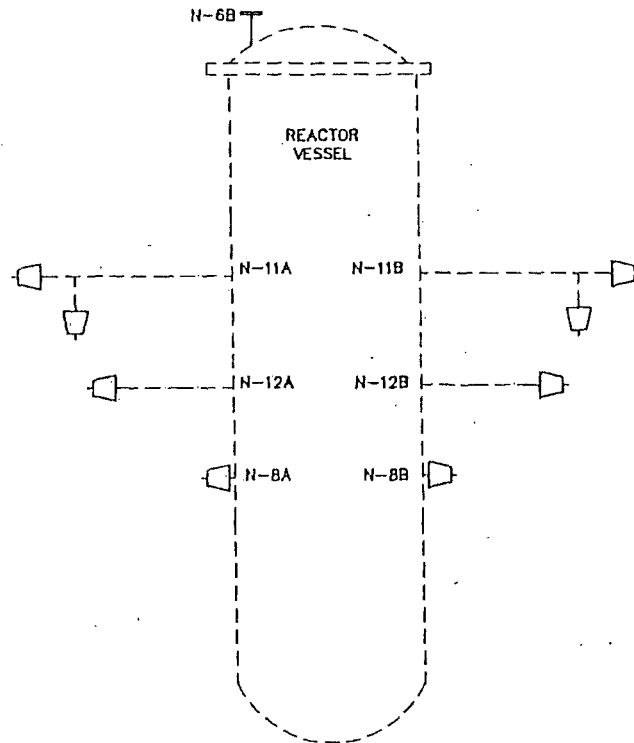 N-6B
REACTOR
VESSEL
N-11A
N-11B
N-12A
N-12B
N-8A
N-8B